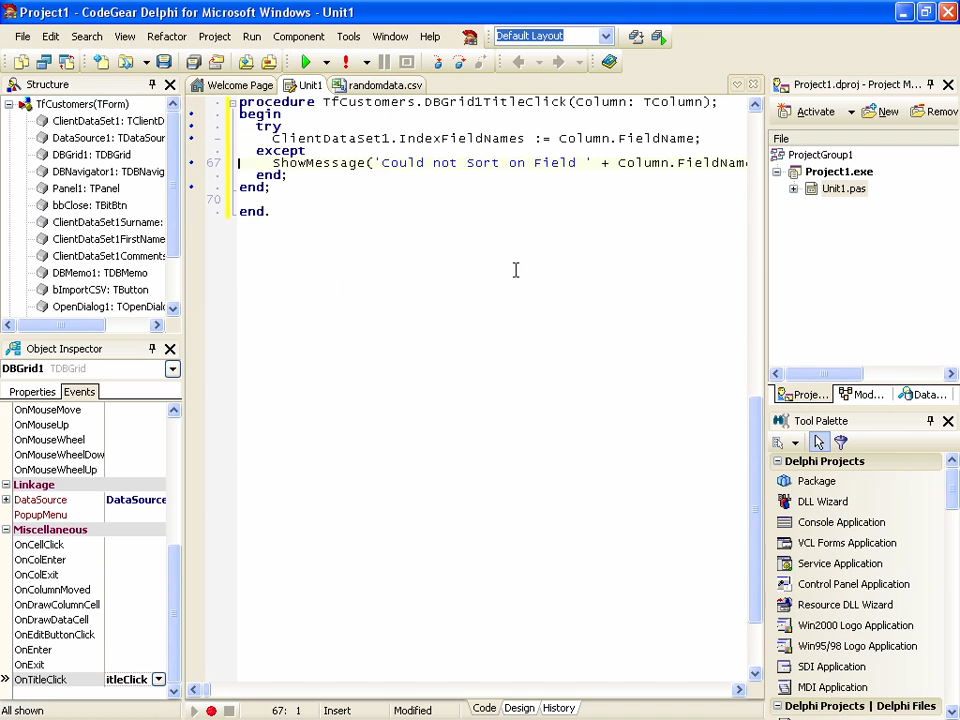 Project1 - CodeGear Delphi for Microsoft Windows - Unit1
File Edit Search View Refactor Project Run Component Tools Window Help Default Layout
Structure
TfCustomers(TForm)
ClientDataSet1: TClientD
DataSource1: TDataSour
DBGrid1: TDBGrid
DBNavigator1: TDBNavig
Panel1: TPanel
bbClose: TBitBtn
ClientDataSet1Surname:
ClientDataSet1FirstName
ClientDataSet1Comments
DBMemo1: TDBMemo
bImportCSV: TButton
OpenDialog1: TOpenDialo
Object Inspector
DBGrid1 TDBGrid
Properties Events
OnMouseMove
OnMouseUp
OnMouseWheel
OnMouseWheelDow
OnMouseWheelUp
Linkage
DataSource DataSource
PopupMenu
Miscellaneous
OnCellClick
OnColEnter
OnColExit
OnColumnMoved
OnDrawColumnCell
OnDrawDataCell
OnEditButtonClick
OnEnter
OnExit
OnTitleClick itleClick
All shown
Welcome Page Unit1 randomdata.csv
procedure TfCustomers.DBGrid1TitleClick(Column: TColumn);
begin
try
ClientDataSet1.IndexFieldNames := Column.FieldName;
except
67 ShowMessage('Could not Sort on Field ' + Column.FieldName
end;
end;
70
end.
67: 1 Insert Modified Code Design History
Project1.dproj - Project M...
Activate New Remov
File
ProjectGroup1
Project1.exe
Unit1.pas
Proje... Mod... Data...
Tool Palette
Delphi Projects
Package
DLL Wizard
Console Application
VCL Forms Application
Service Application
Control Panel Application
Resource DLL Wizard
Win2000 Logo Application
Win95/98 Logo Application
SDI Application
MDI Application
Delphi Projects | Delphi Files